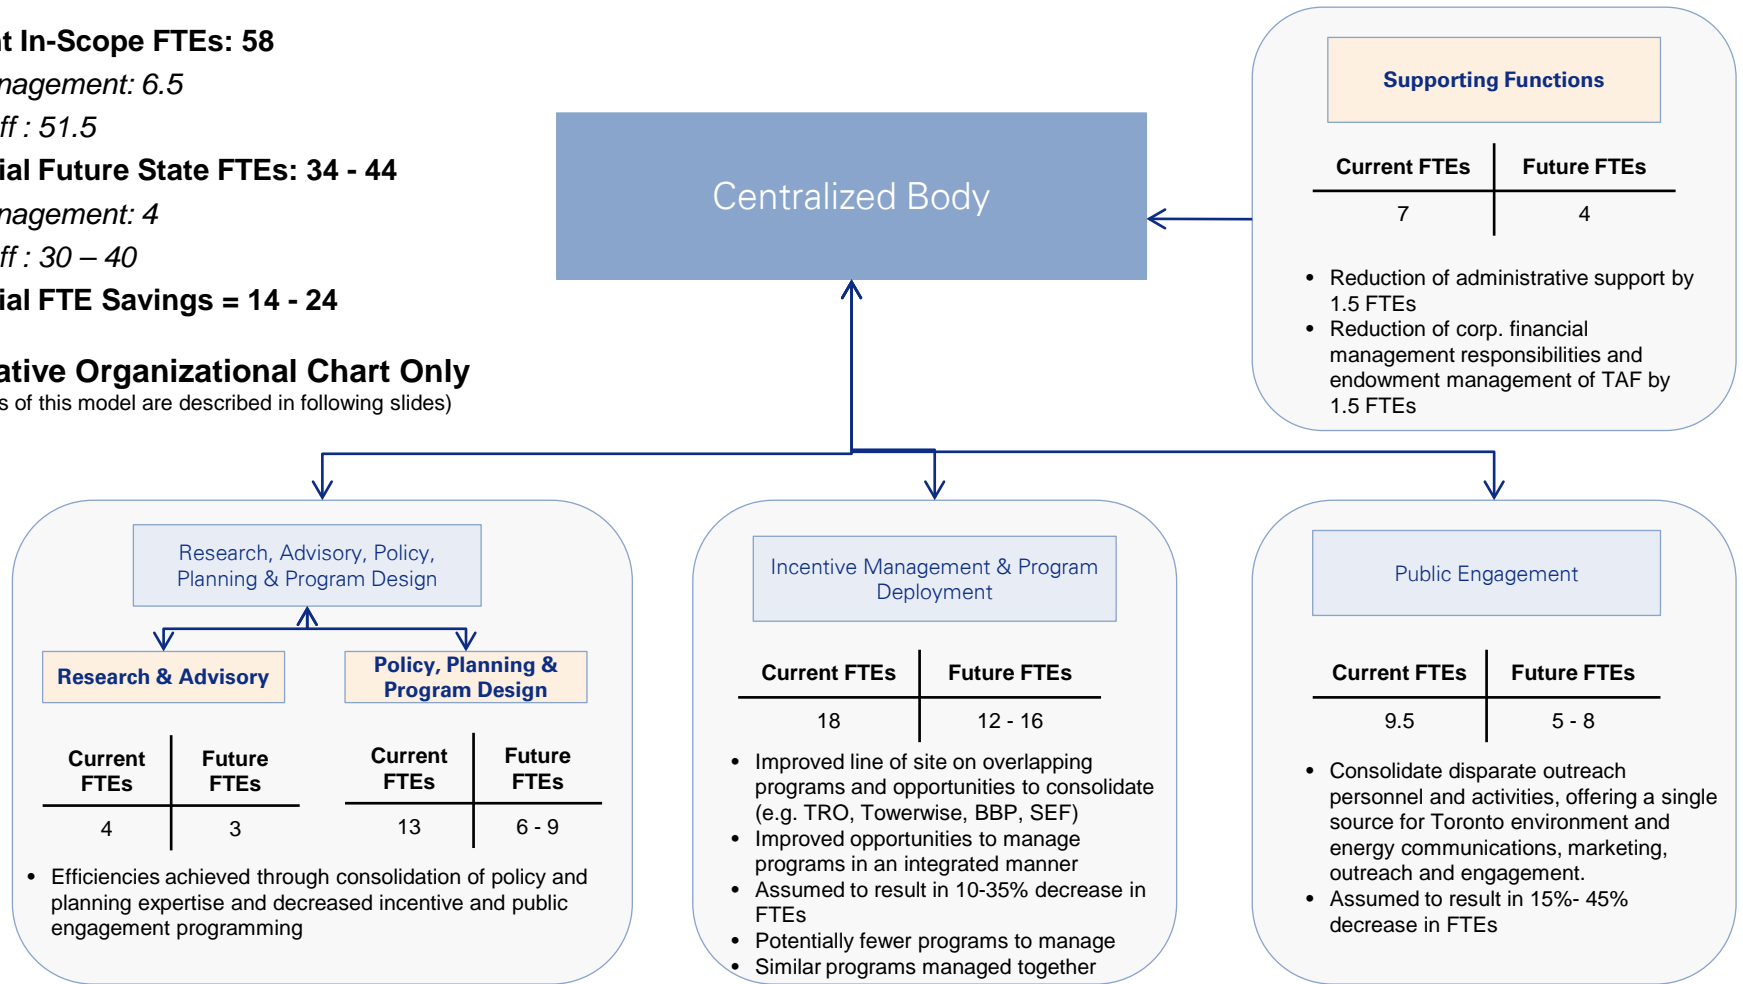 t In-Scope FTEs: 58
nagement: 6.5
ff : 51.5
ial Future State FTEs: 34 - 44
nagement: 4
ff : 30 – 40
ial FTE Savings = 14 - 24
ative Organizational Chart Only
s of this model are described in following slides)
Centralized Body
Supporting Functions
Current FTEs Future FTEs
7 4
• Reduction of administrative support by
1.5 FTEs
• Reduction of corp. financial
management responsibilities and
endowment management of TAF by
1.5 FTEs
Research, Advisory, Policy,
Planning & Program Design
Research & Advisory
Current
FTEs
Future
FTEs
4 3
Policy, Planning &
Program Design
Current
FTEs
Future
FTEs
13 6 - 9
• Efficiencies achieved through consolidation of policy and
planning expertise and decreased incentive and public
engagement programming
Incentive Management & Program
Deployment
Current FTEs Future FTEs
18 12 - 16
• Improved line of site on overlapping
programs and opportunities to consolidate
(e.g. TRO, Towerwise, BBP, SEF)
• Improved opportunities to manage
programs in an integrated manner
• Assumed to result in 10-35% decrease in
FTEs
• Potentially fewer programs to manage
• Similar programs managed together
Public Engagement
Current FTEs Future FTEs
9.5 5 - 8
• Consolidate disparate outreach
personnel and activities, offering a single
source for Toronto environment and
energy communications, marketing,
outreach and engagement.
• Assumed to result in 15%- 45%
decrease in FTEs